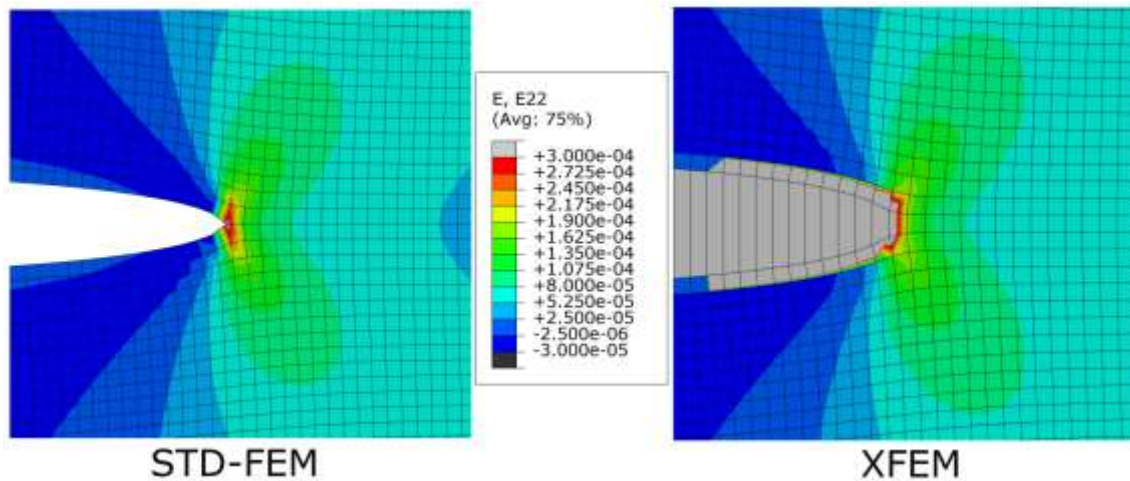 E, E22
(Avg: 75%)
+3.000e-04
+2.725e-04
+2.450e-04
+2.175e-04
+1.900e-04
+1.625e-04
+1.350e-04
+1.075e-04
+8.000e-05
+5.250e-05
+2.500e-05
-2.500e-06
-3.000e-05
STD-FEM
XFEM